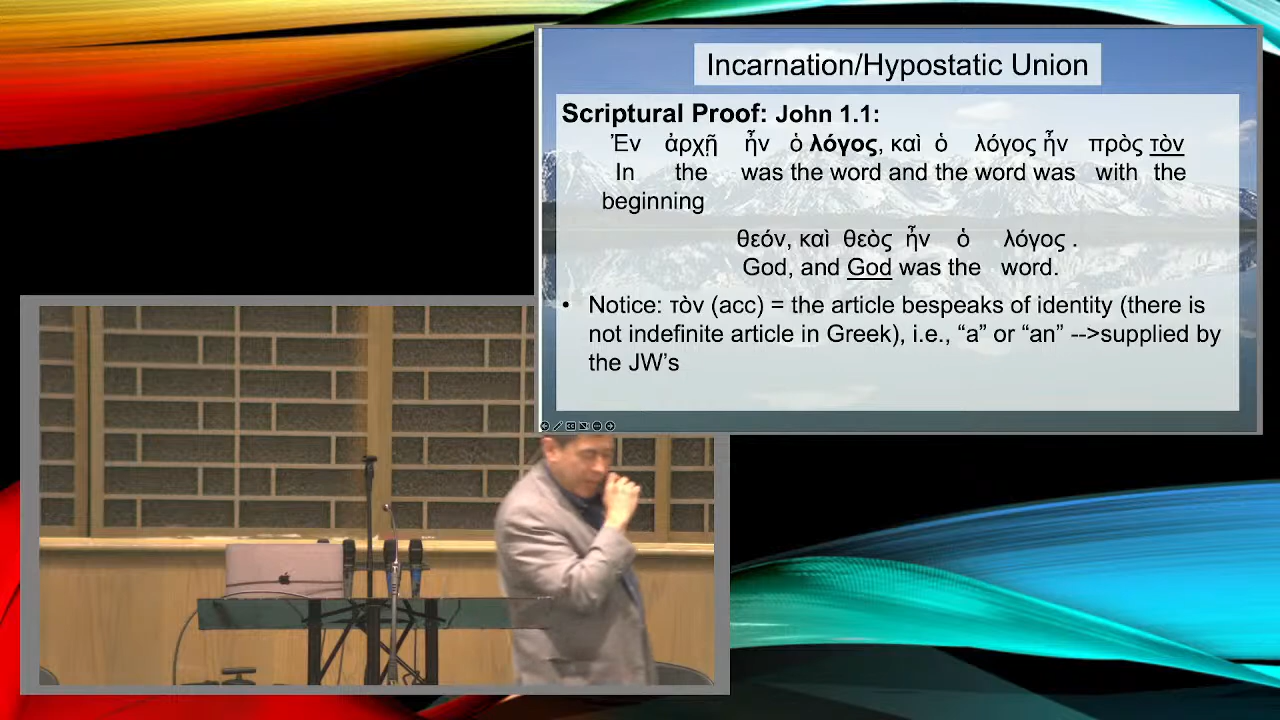 Incarnation/Hypostatic Union
Scriptural Proof: John 1.1:
Ἐν ἀρχῇ ἦν ὁ λόγος, καὶ ὁ λόγος ἦν πρὸς τὸν
In the was the word and the word was with the
beginning
θεόν, καὶ θεὸς ἦν ὁ λόγος .
God, and God was the word.
• Notice: τὸν (acc) = the article bespeaks of identity (there is
not indefinite article in Greek), i.e., “a” or “an” -->supplied by
the JW’s